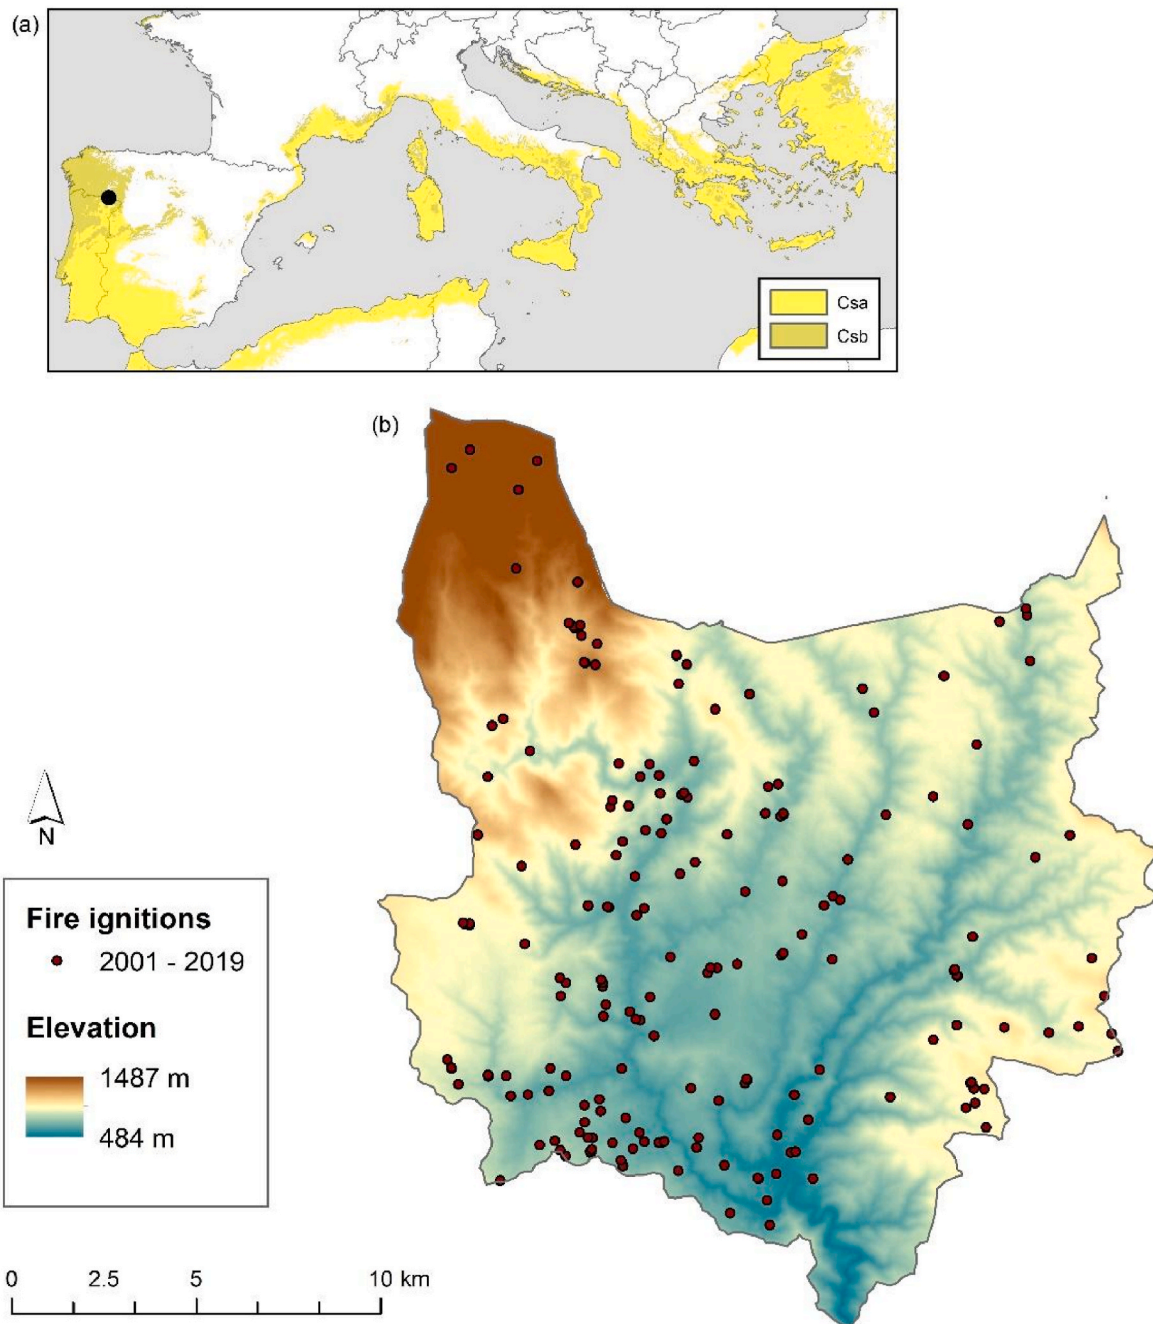 (a)
Csa
Csb
(b)
N
Fire ignitions
2001 - 2019
Elevation
1487 m
484 m
0 2.5 5 10 km